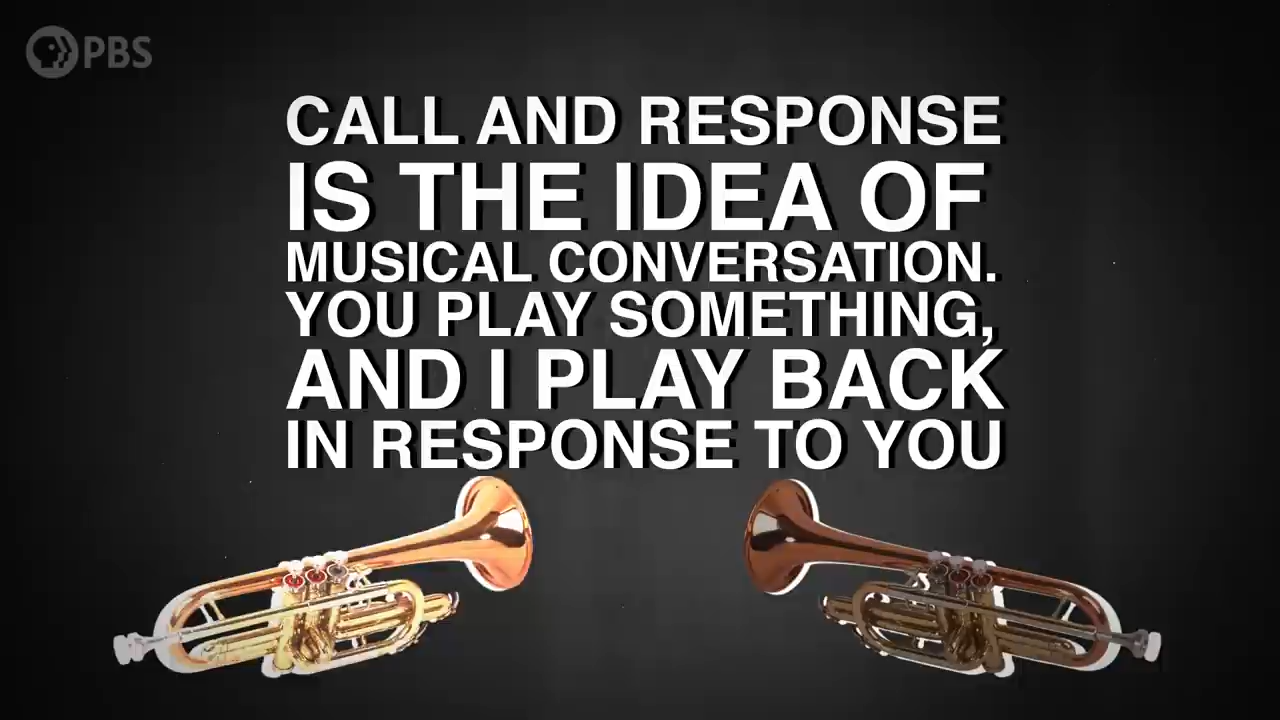 PBS
CALL AND RESPONSE
IS THE IDEA OF
MUSICAL CONVERSATION.
YOU PLAY SOMETHING,
AND I PLAY BACK
IN RESPONSE TO YOU